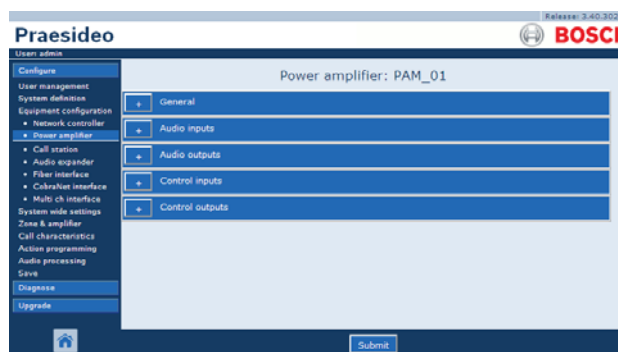 Release: 3.40.302
Praesideo
BOSCH
User: admin
Configure
User management
System definition
Equipment configuration
• Network controller
• Power amplifier
• Call station
• Audio expander
• Fiber interface
• CobraNet interface
• Multi ch interface
System wide settings
Zone & amplifier
Call characteristics
Action programming
Audio processing
Save
Diagnose
Upgrade
Power amplifier: PAM_01
+ General
+ Audio inputs
+ Audio outputs
+ Control inputs
+ Control outputs
Submit